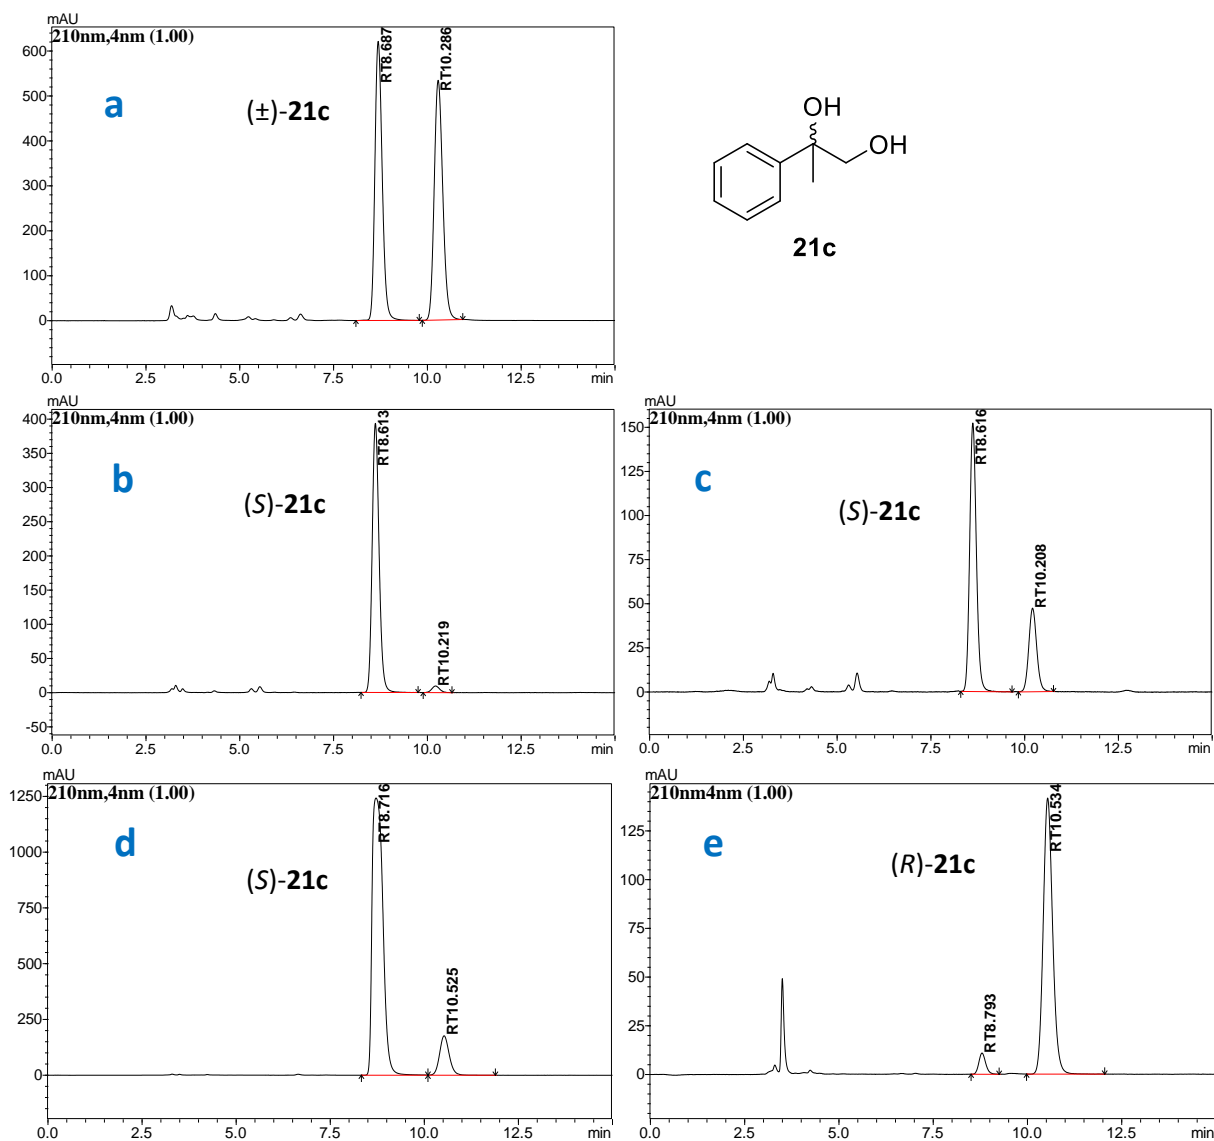 mAU
210nm,4nm (1.00)
a
(±)-21c
RT8.687
RT10.286
600
500
400
300
200
100
0
0.0 2.5 5.0 7.5 10.0 12.5 min
OH
OH
21c
mAU
210nm,4nm (1.00)
b
(S)-21c
RT8.613
RT10.219
400
350
300
250
200
150
100
50
0
-50
0.0 2.5 5.0 7.5 10.0 12.5 min
mAU
210nm,4nm (1.00)
c
(S)-21c
RT8.616
RT10.208
150
125
100
75
50
25
0
0.0 2.5 5.0 7.5 10.0 12.5 min
mAU
210nm,4nm (1.00)
d
(S)-21c
RT8.716
RT10.525
1250
1000
750
500
250
0
0.0 2.5 5.0 7.5 10.0 12.5 min
mAU
210nm4nm (1.00)
e
(R)-21c
RT8.793
RT10.534
125
100
75
50
25
0
0.0 2.5 5.0 7.5 10.0 12.5 min